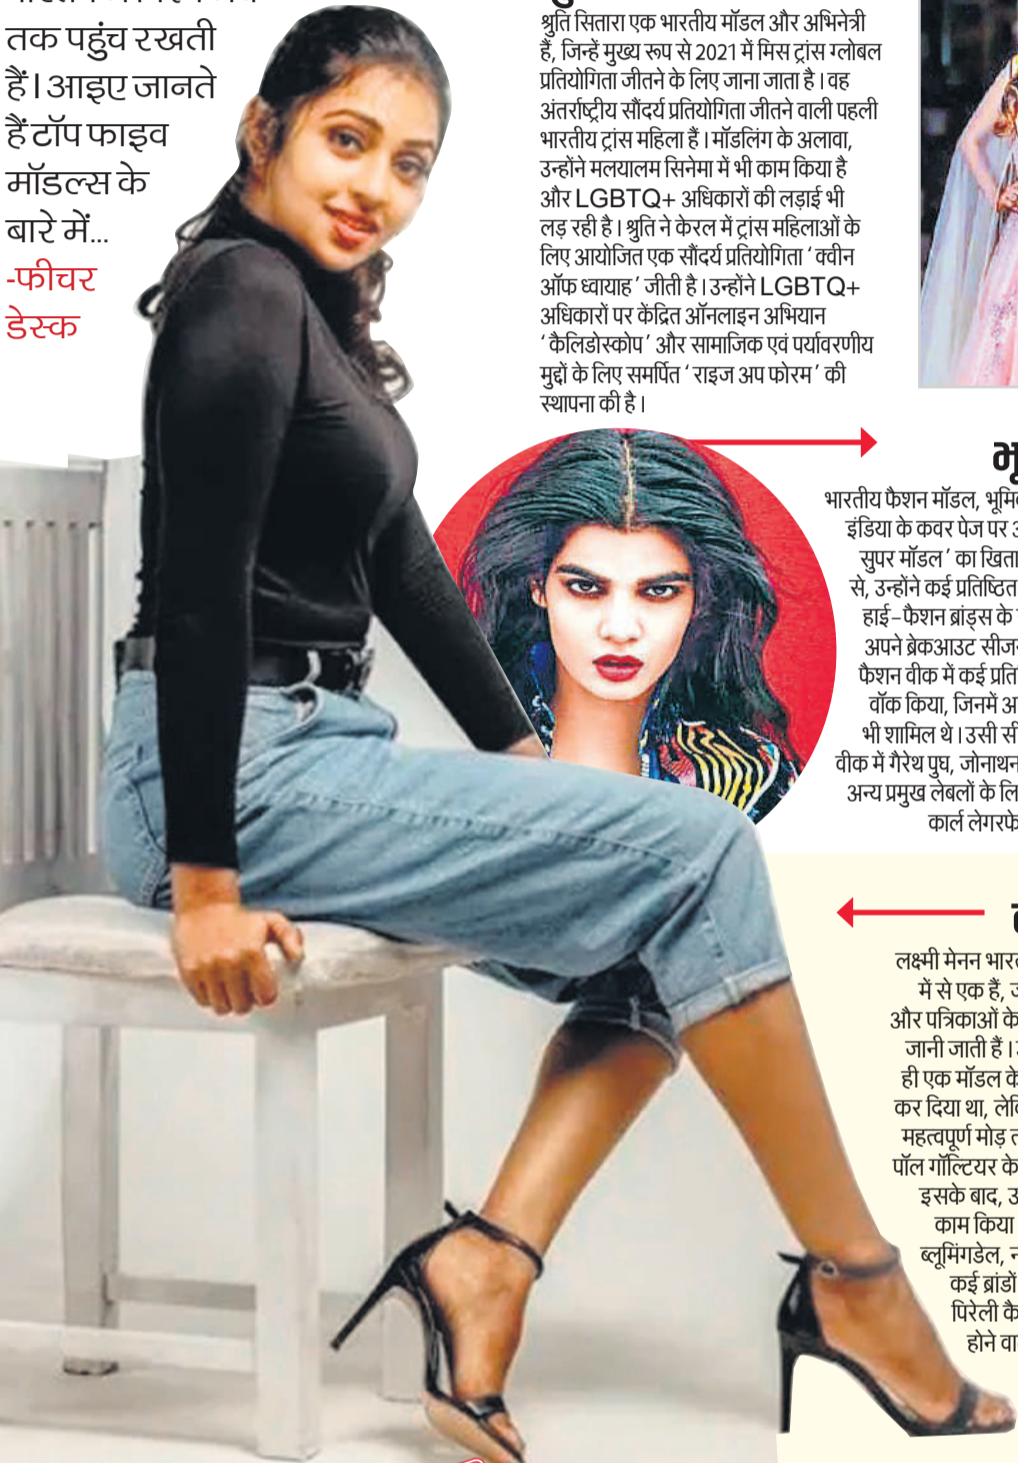 तक पहुंच रखती
हैं। आइए जानते
हैं टॉप फाइव
मॉडल्स के
बारे में...
-फीचर
डेस्क
श्रुति सितारा एक भारतीय मॉडल और अभिनेत्री
हैं, जिन्हें मुख्य रूप से 2021 में मिस ट्रांस ग्लोबल
प्रतियोगिता जीतने के लिए जाना जाता है। वह
अंतर्राष्ट्रीय सौंदर्य प्रतियोगिता जीतने वाली पहली
भारतीय ट्रांस महिला हैं। मॉडलिंग के अलावा,
उन्होंने मलयालम सिनेमा में भी काम किया है
और LGBTQ+ अधिकारों की लड़ाई भी
लड़ रही है। श्रुति ने केरल में ट्रांस महिलाओं के
लिए आयोजित एक सौंदर्य प्रतियोगिता ‘क्वीन
ऑफ ध्वायाह’ जीती है। उन्होंने LGBTQ+
अधिकारों पर केंद्रित ऑनलाइन अभियान
‘कैलिडोस्कोप’ और सामाजिक एवं पर्यावरणीय
मुद्दों के लिए समर्पित ‘राइज अप फोरम’ की
स्थापना की है।
भू
भारतीय फैशन मॉडल,
इंडिया के कवर पेज पर
सुपर मॉडल’ का
से, उन्होंने कई प्रतिष्ठित
हाई-फैशन ब्रांड्स के
अपने ब्रेकआउट
फैशन वीक में कई
वॉक किया, जिनमें
भी शामिल थे। उसी
वीक में गैरेथ पुघ,
अन्य प्रमुख लेबलों के
कार्ल
लक्ष्मी मेनन
में से एक हैं,
और पत्रिकाओं के
जानी जाती हैं।
ही एक मॉडल के
कर दिया था,
महत्वपूर्ण मोड़
पॉल गॉल्टियर के
इसके बाद,
काम किया
ब्लूमिंगडेल,
कई ब्रांडों
पिरेली
होने